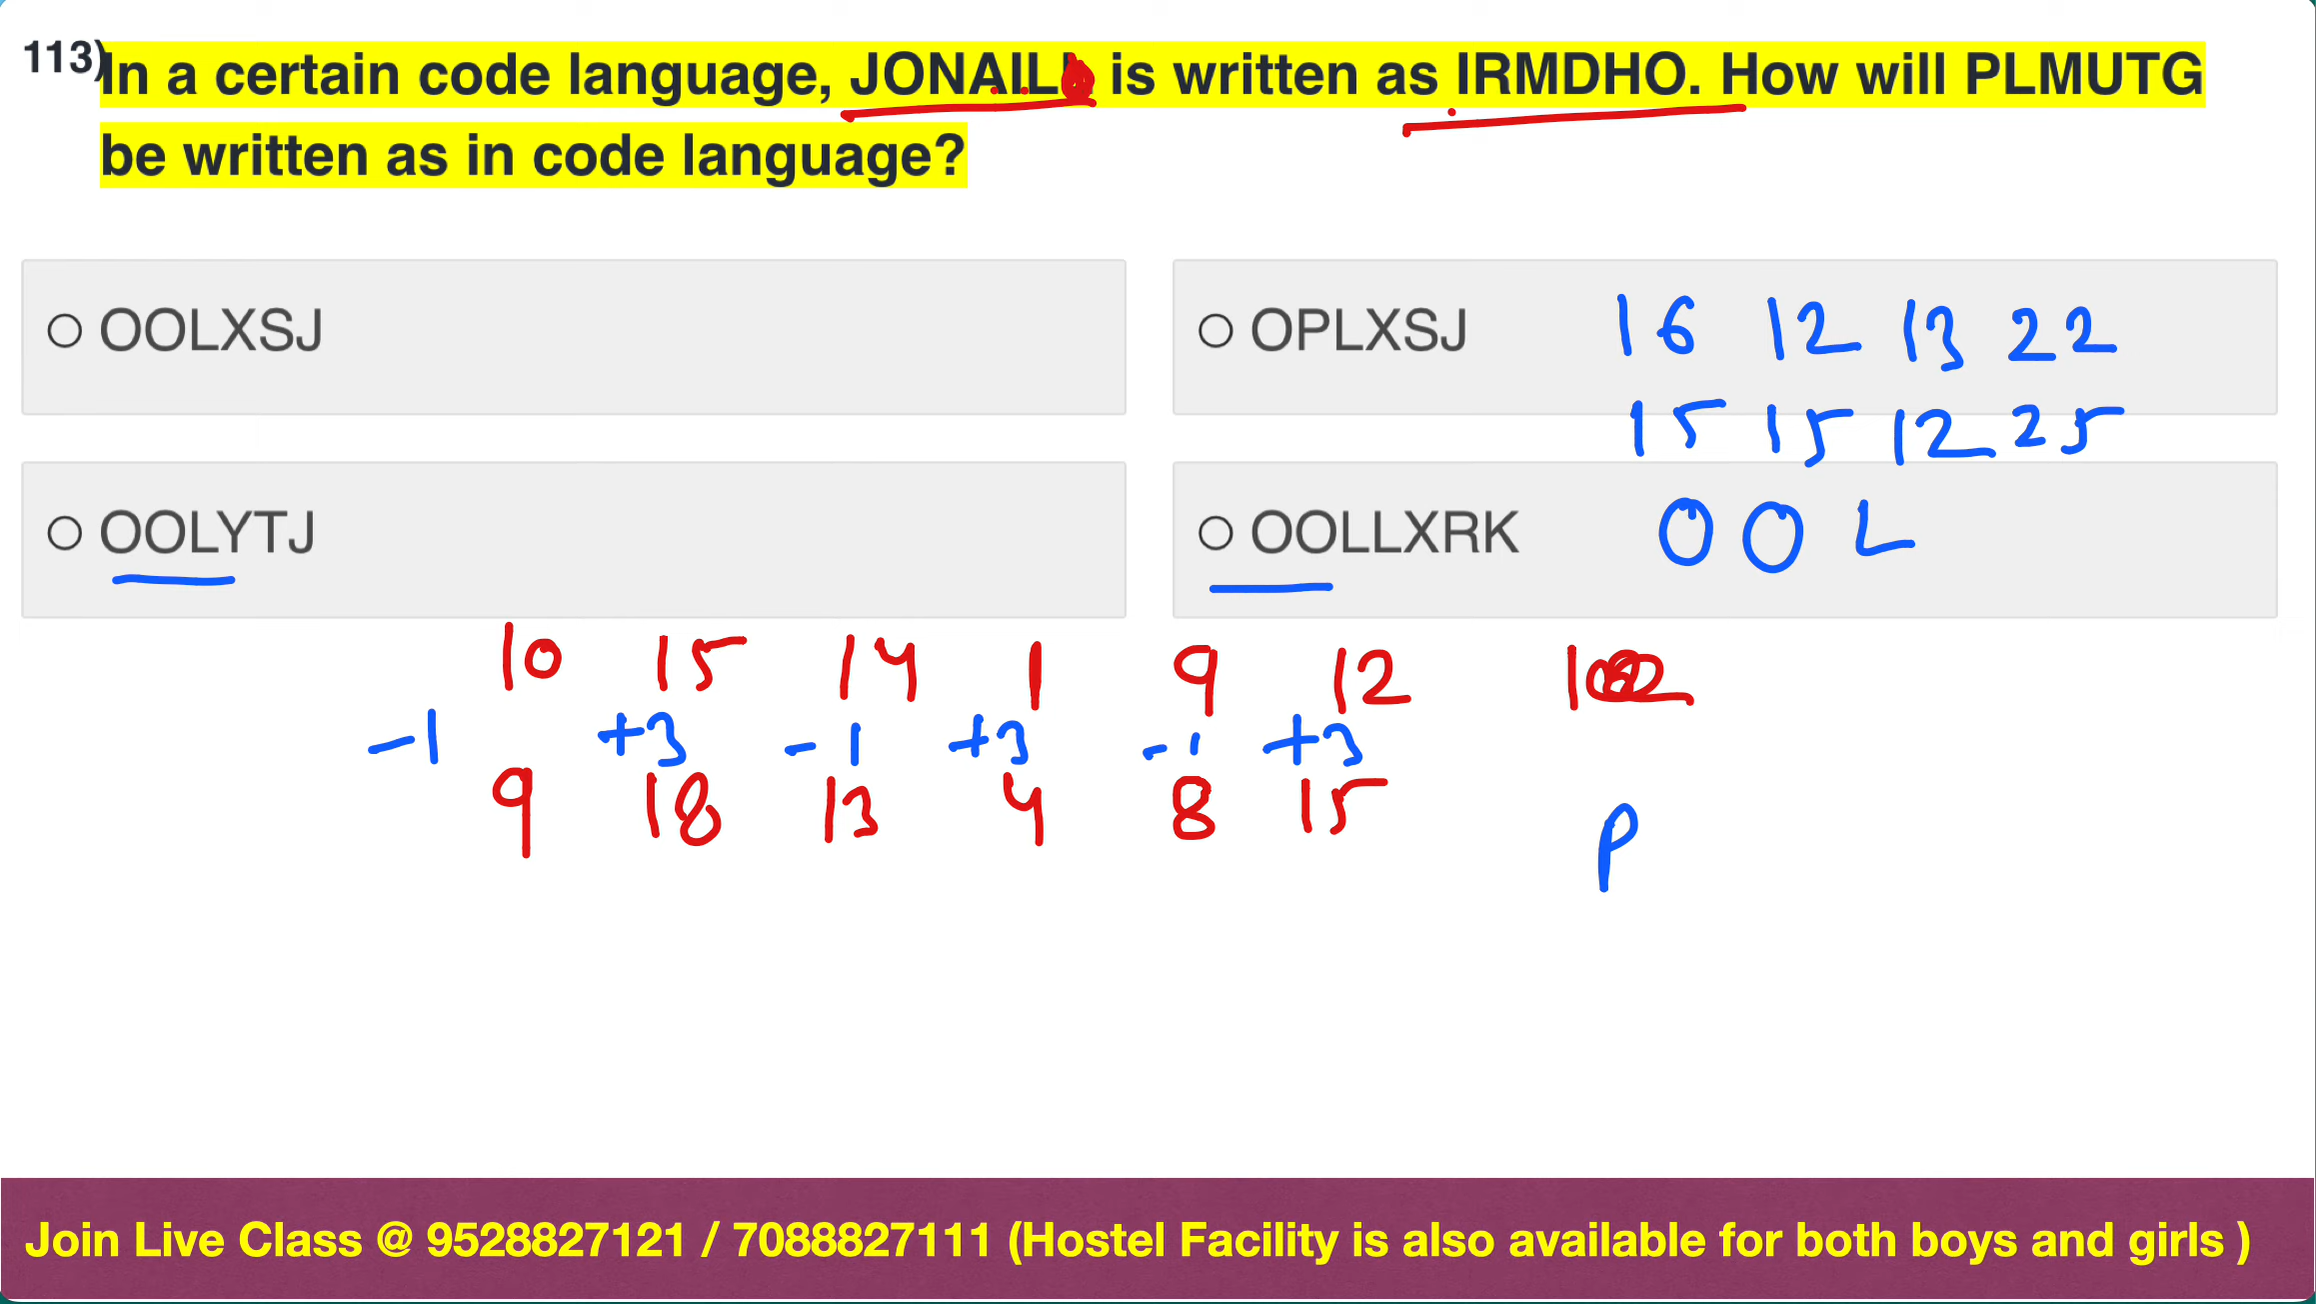 113) In a certain code language, JONAIL is written as IRMDHO. How will PLMUTG
be written as in code language?
OOLXSJ
OPLXSJ
16 12 13 22
15 15 12 25
OOLYTJ
OOLLXRK
O O L
10 15 14 1 9 12
-1 +3 -1 +3 -1 +3
9 18 13 4 8 15
P
Join Live Class @ 9528827121 / 7088827111 (Hostel Facility is also available for both boys and girls )